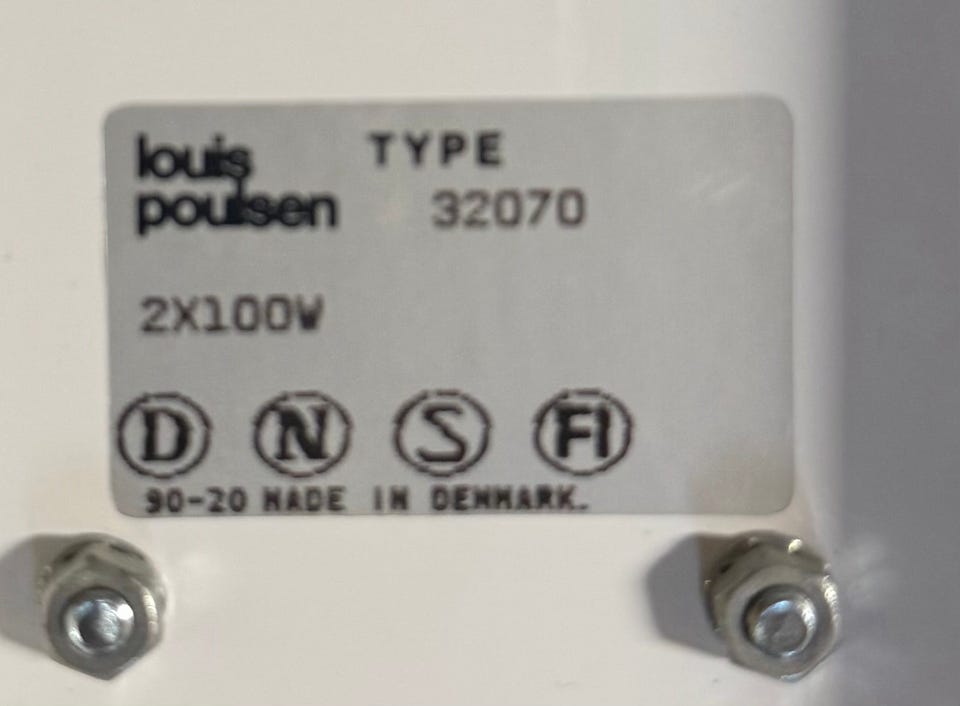 louis poulsen
TYPE
32070
2X100W
D N S FI
90-20 MADE IN DENMARK.